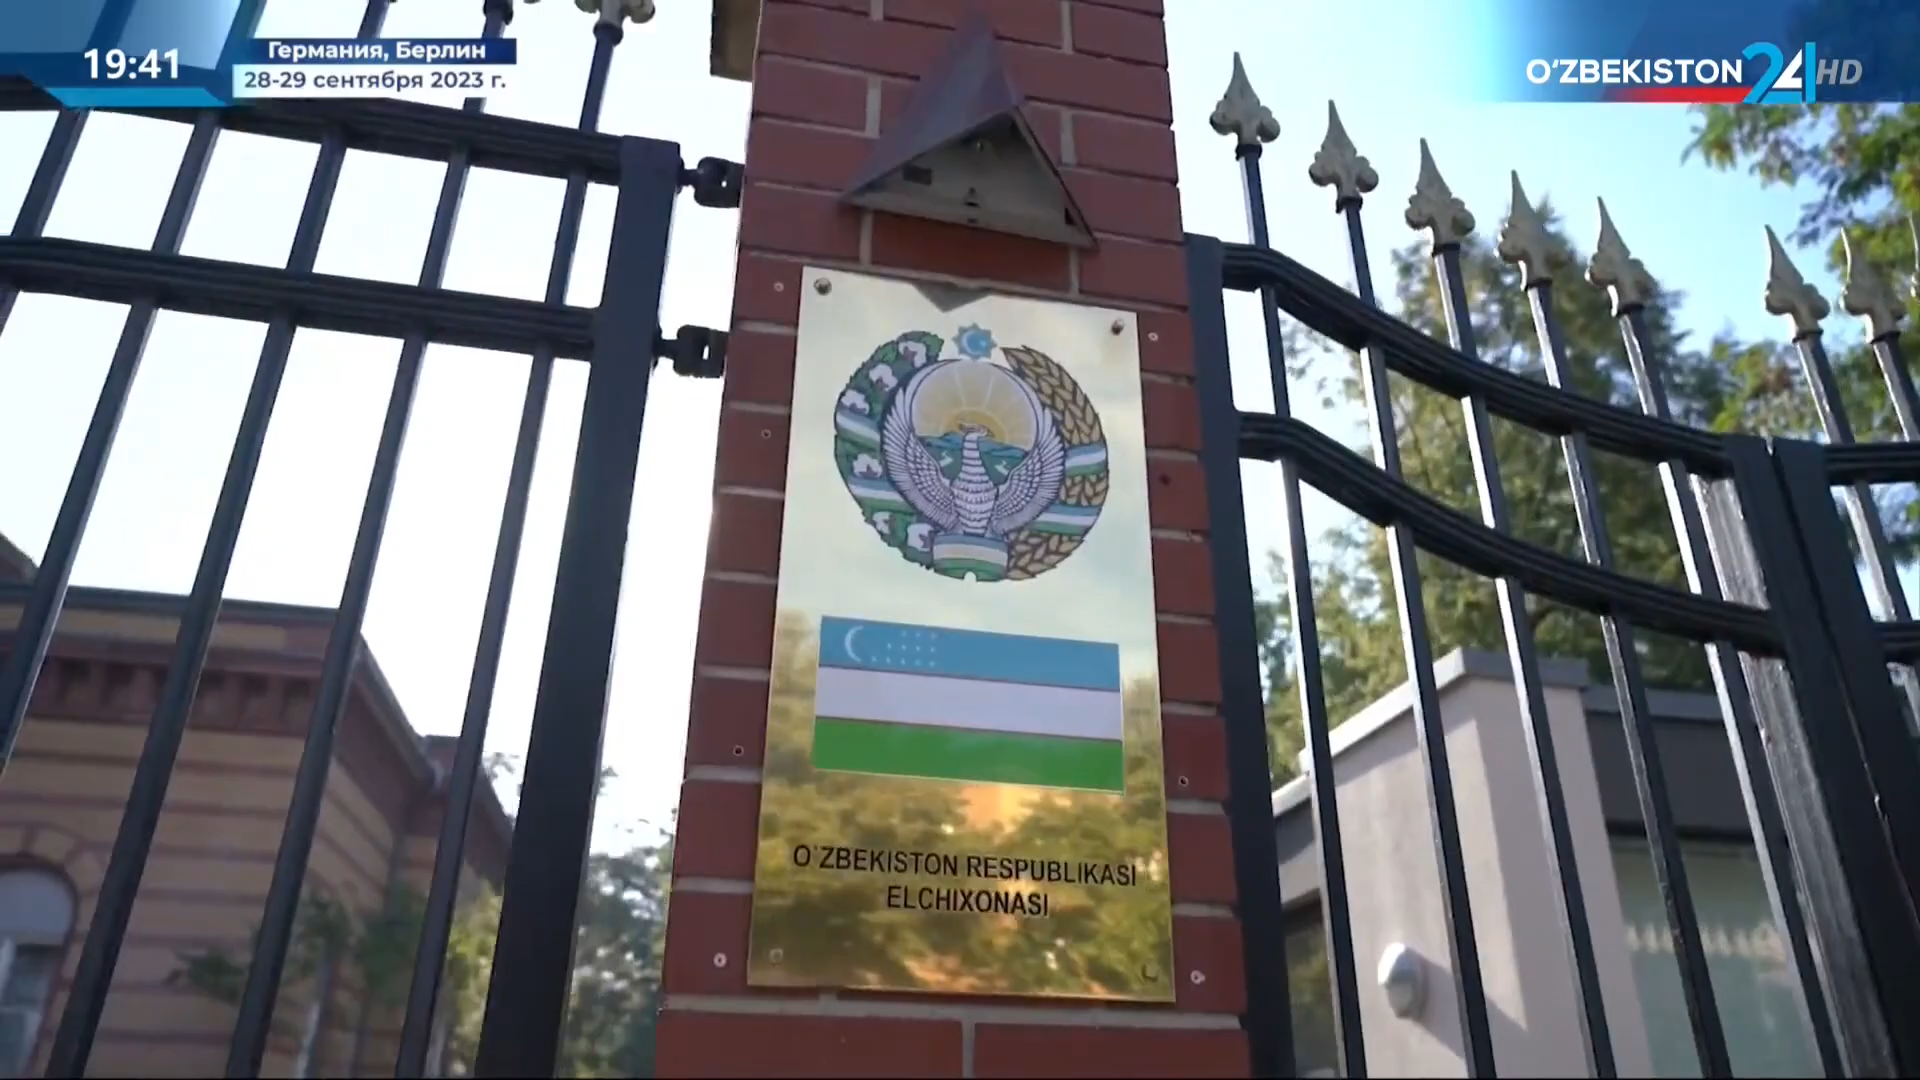 19:41
Германия, Берлин
28-29 сентября 2023 г.
O‘ZBEKISTON 24 HD
O'ZBEKISTON RESPUBLIKASI
ELCHIXONASI